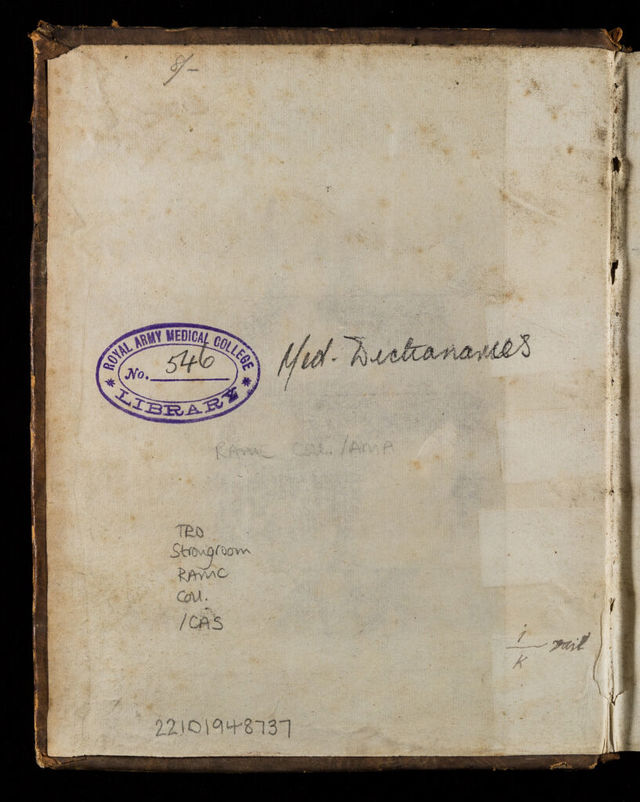 8/-
ROYAL ARMY MEDICAL COLLEGE
No. 546
LIBRARY
Med. Dictionaries
RAMC Coll. /AMA
TRO
Strongroom
RAMC
Coll.
/CAS
i
K
22101948737